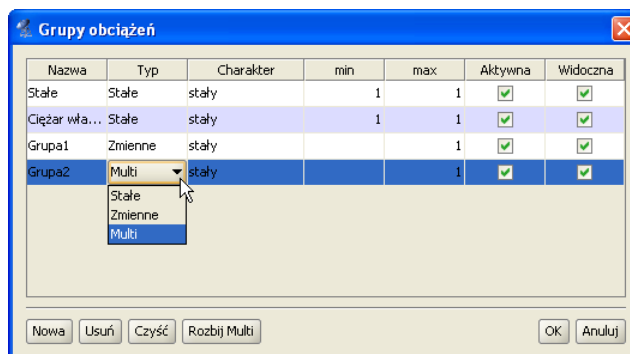 Grupy obciążeń
Nazwa Typ Charakter min max Aktywna Widoczna
Stałe Stałe stały 1 1
Ciężar wła... Stałe stały 1 1
Grupa1 Zmienne stały 1
Grupa2 Multi stały 1
Stałe
Zmienne
Multi
Nowa Usuń Czyść Rozbij Multi OK Anuluj